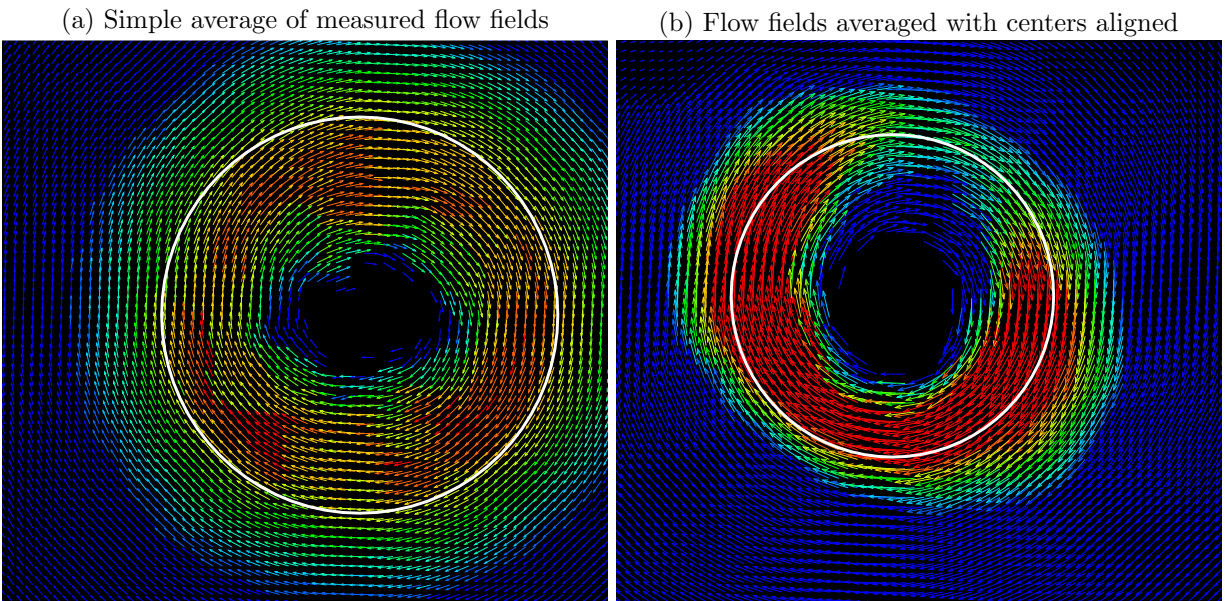 (a) Simple average of measured flow fields
(b) Flow fields averaged with centers aligned